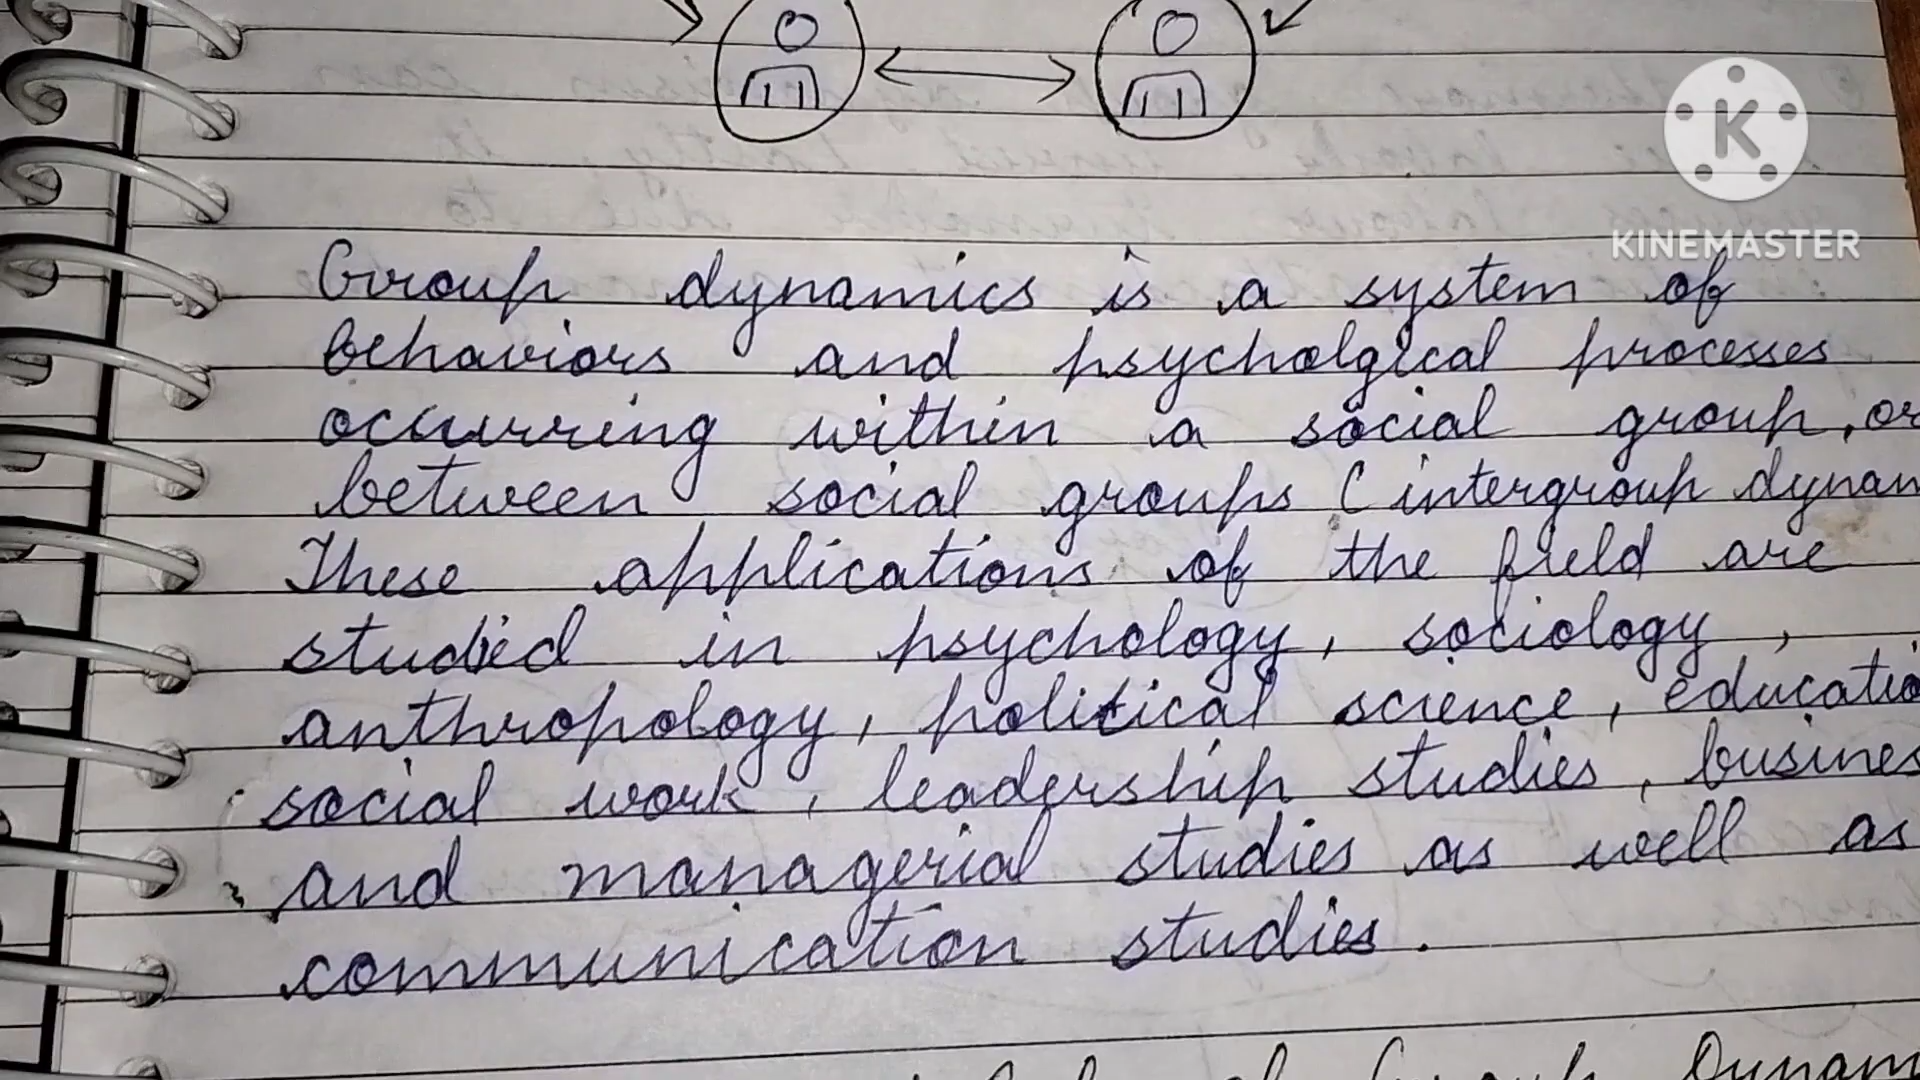 KINEMASTER
Group dynamics is a system of
behaviors and psycholgical processes
occurring within a social group, or
between social groups (intergroup dynam
These applications of the field are
studied in psychology, sociology,
anthropology, political science, educatio
social work, leadership studies, busines
and managerial studies as well as
communication studies.
Group Dynam